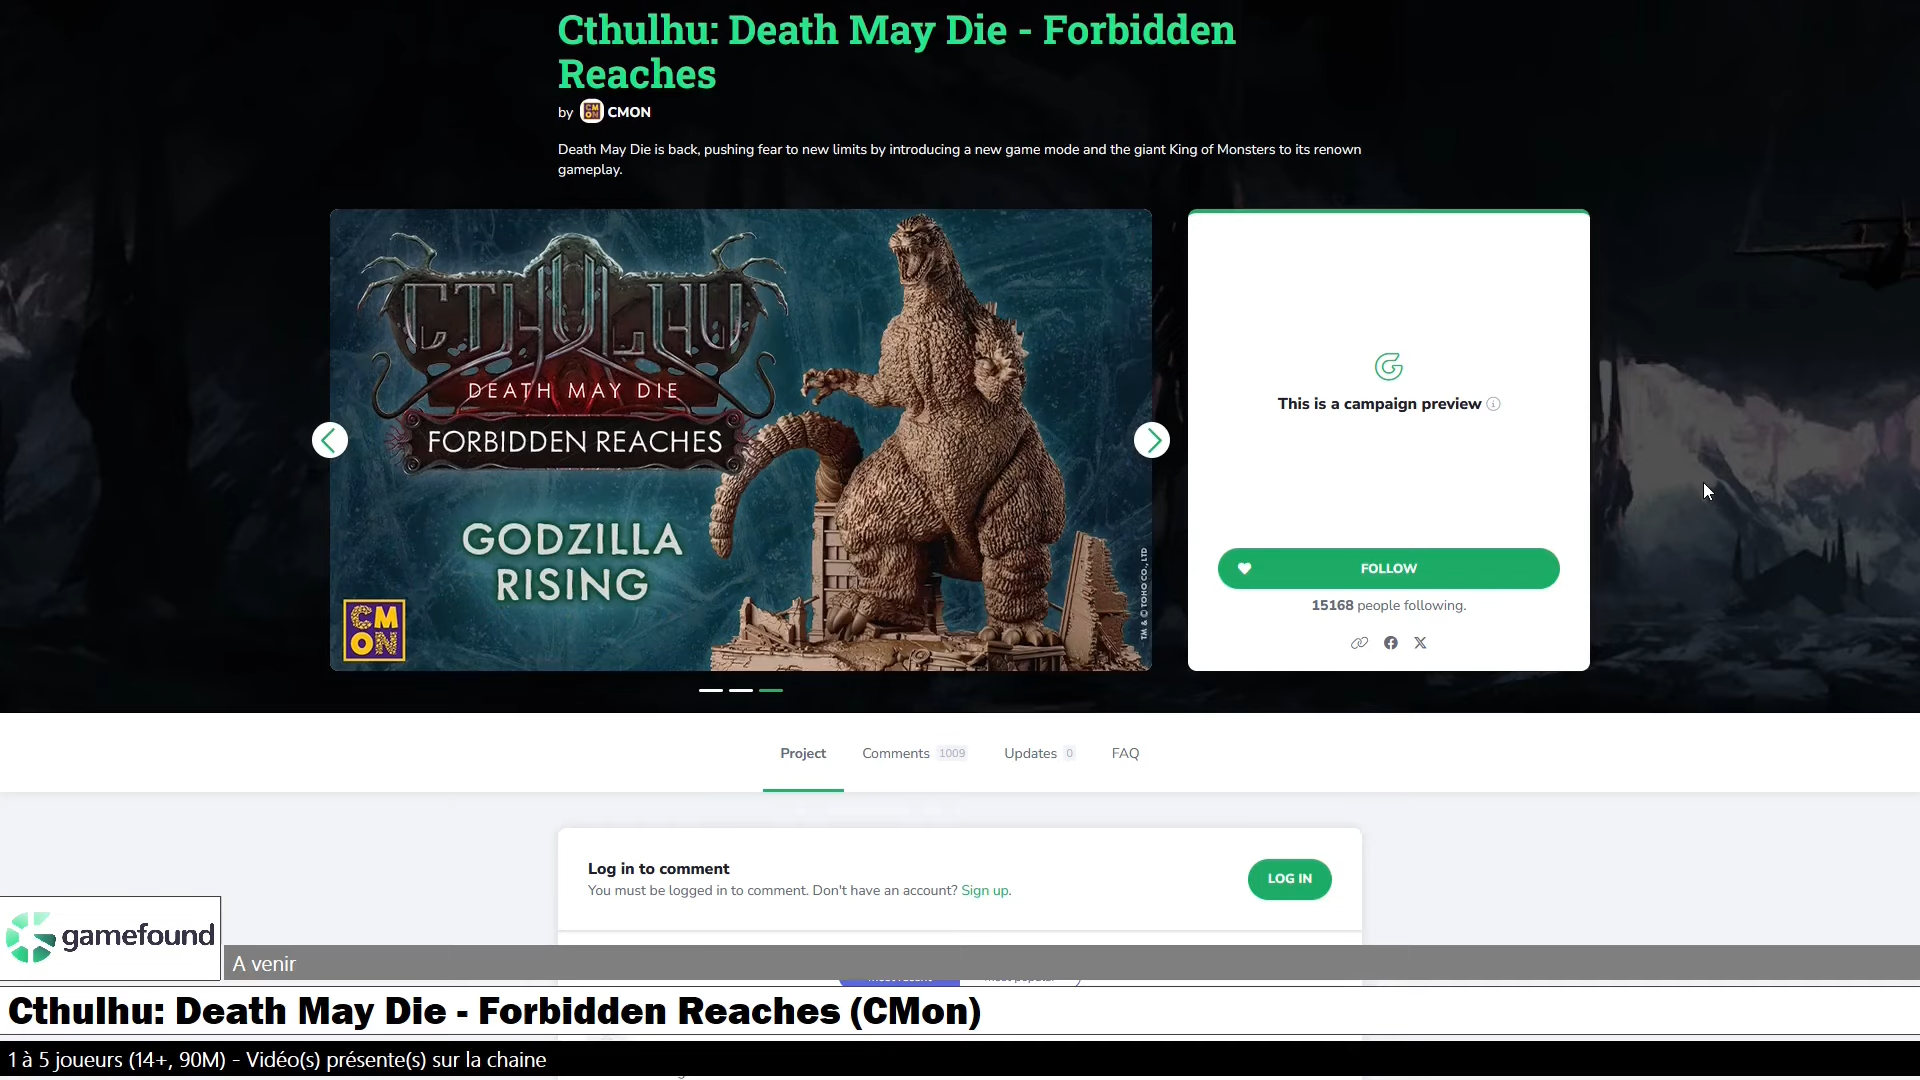 Cthulhu: Death May Die - Forbidden
Reaches
by CMON
Death May Die is back, pushing fear to new limits by introducing a new game mode and the giant King of Monsters to its renown
gameplay.
CTHULHU
DEATH MAY DIE
FORBIDDEN REACHES
GODZILLA
RISING
CM
ON
TM & © TOHO CO., LTD
This is a campaign preview
FOLLOW
15168 people following.
Project
Comments 1009
Updates 0
FAQ
Log in to comment
You must be logged in to comment. Don't have an account? Sign up.
LOG IN
gamefound
A venir
Cthulhu: Death May Die - Forbidden Reaches (CMon)
1 à 5 joueurs (14+, 90M) - Vidéo(s) présente(s) sur la chaine